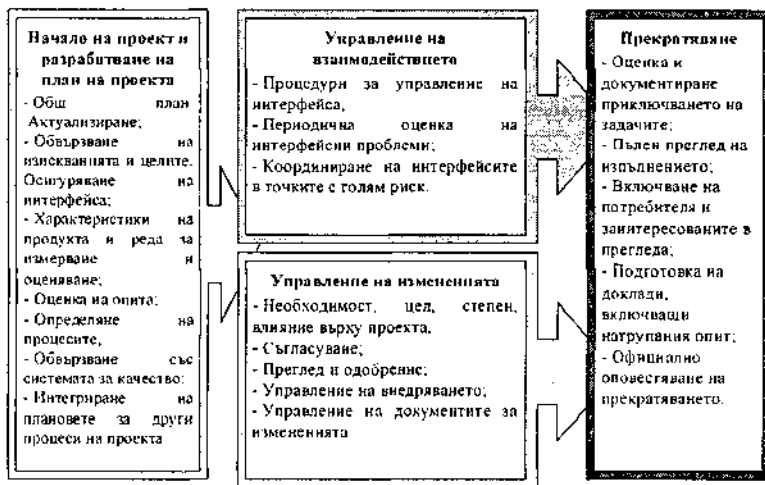 Начало на проект и
разработване на
план на проекта
- Общ план
Актуализиране;
- Обвързване на
изискванията и целите.
Осигуряване на
интерфейса;
- Характеристики на
продукта и реда за
измерване и
оценяване;
- Оценка на опита;
- Определяне на
процесите,
- Обвързване със
системата за качество;
- Интегриране на
плановете за други
процеси на проекта
Управление на
взаимодействието
- Процедури за управление на
интерфейса,
- Периодична оценка на
интерфейсни проблеми;
- Координиране на интерфейсите
в точките с голям риск.
Управление на измененията
- Необходимост, цел, степен,
влияние върху проекта.
- Съгласуване;
- Преглед и одобрение;
- Управление на внедряването;
- Управление на документите за
измененията
Прекратяване
- Оценка и
документиране
приключването на
задачите;
- Пълен преглед на
изпълнението;
- Включване на
потребителя и
заинтересованите в
прегледа;
- Подготовка на
доклади,
включващи
натрупания опит;
- Официално
оповестяване на
прекратяването.